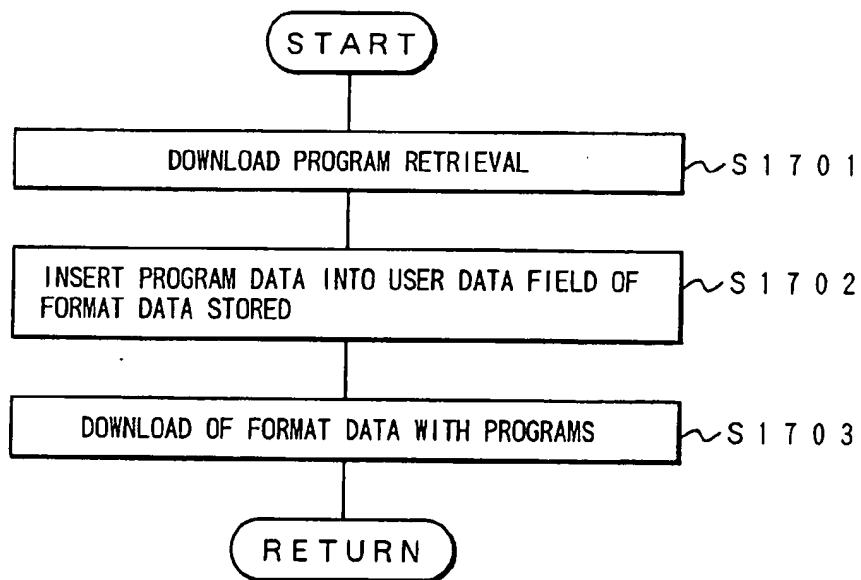 START
DOWNLOAD PROGRAM RETRIEVAL
S1701
INSERT PROGRAM DATA INTO USER DATA FIELD OF
FORMAT DATA STORED
S1702
DOWNLOAD OF FORMAT DATA WITH PROGRAMS
S1703
RETURN